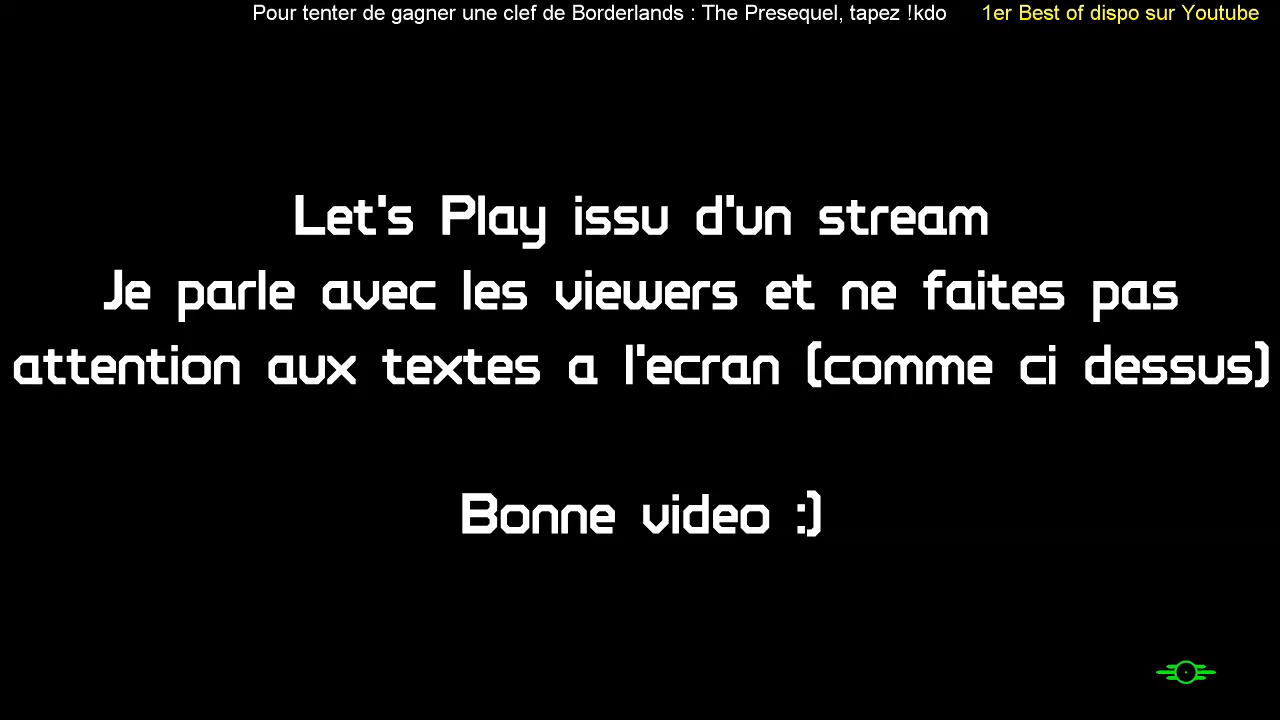 Pour tenter de gagner une clef de Borderlands : The Presequel, tapez !kdo 1er Best of dispo sur Youtube
Let's Play issu d'un stream
Je parle avec les viewers et ne faites pas
attention aux textes a l'ecran (comme ci dessus)
Bonne video :)